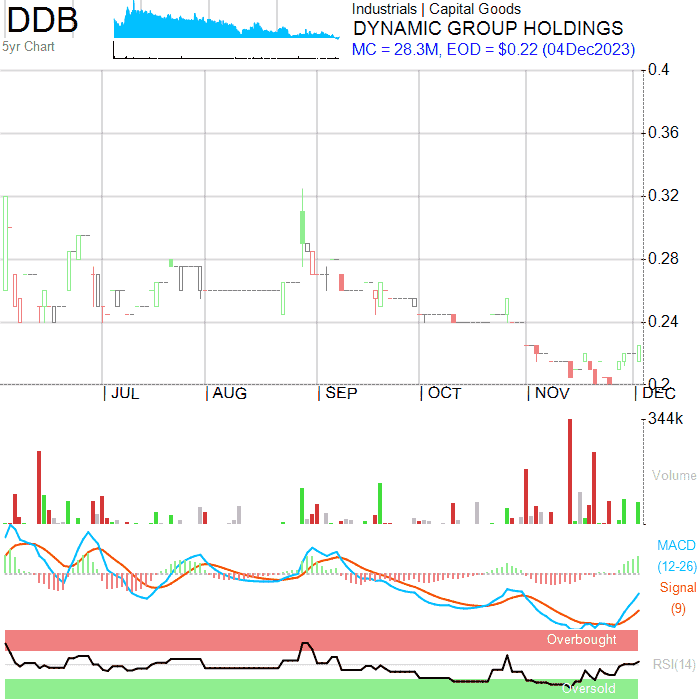 DDB
5yr Chart
Industrials | Capital Goods
DYNAMIC GROUP HOLDINGS
MC = 28.3M, EOD = $0.22 (04Dec2023)
0.4
0.36
0.32
0.28
0.24
0.2
JUL AUG SEP OCT NOV DEC
344k
Volume
MACD
(12-26)
Signal
(9)
Overbought
RSI(14)
Oversold